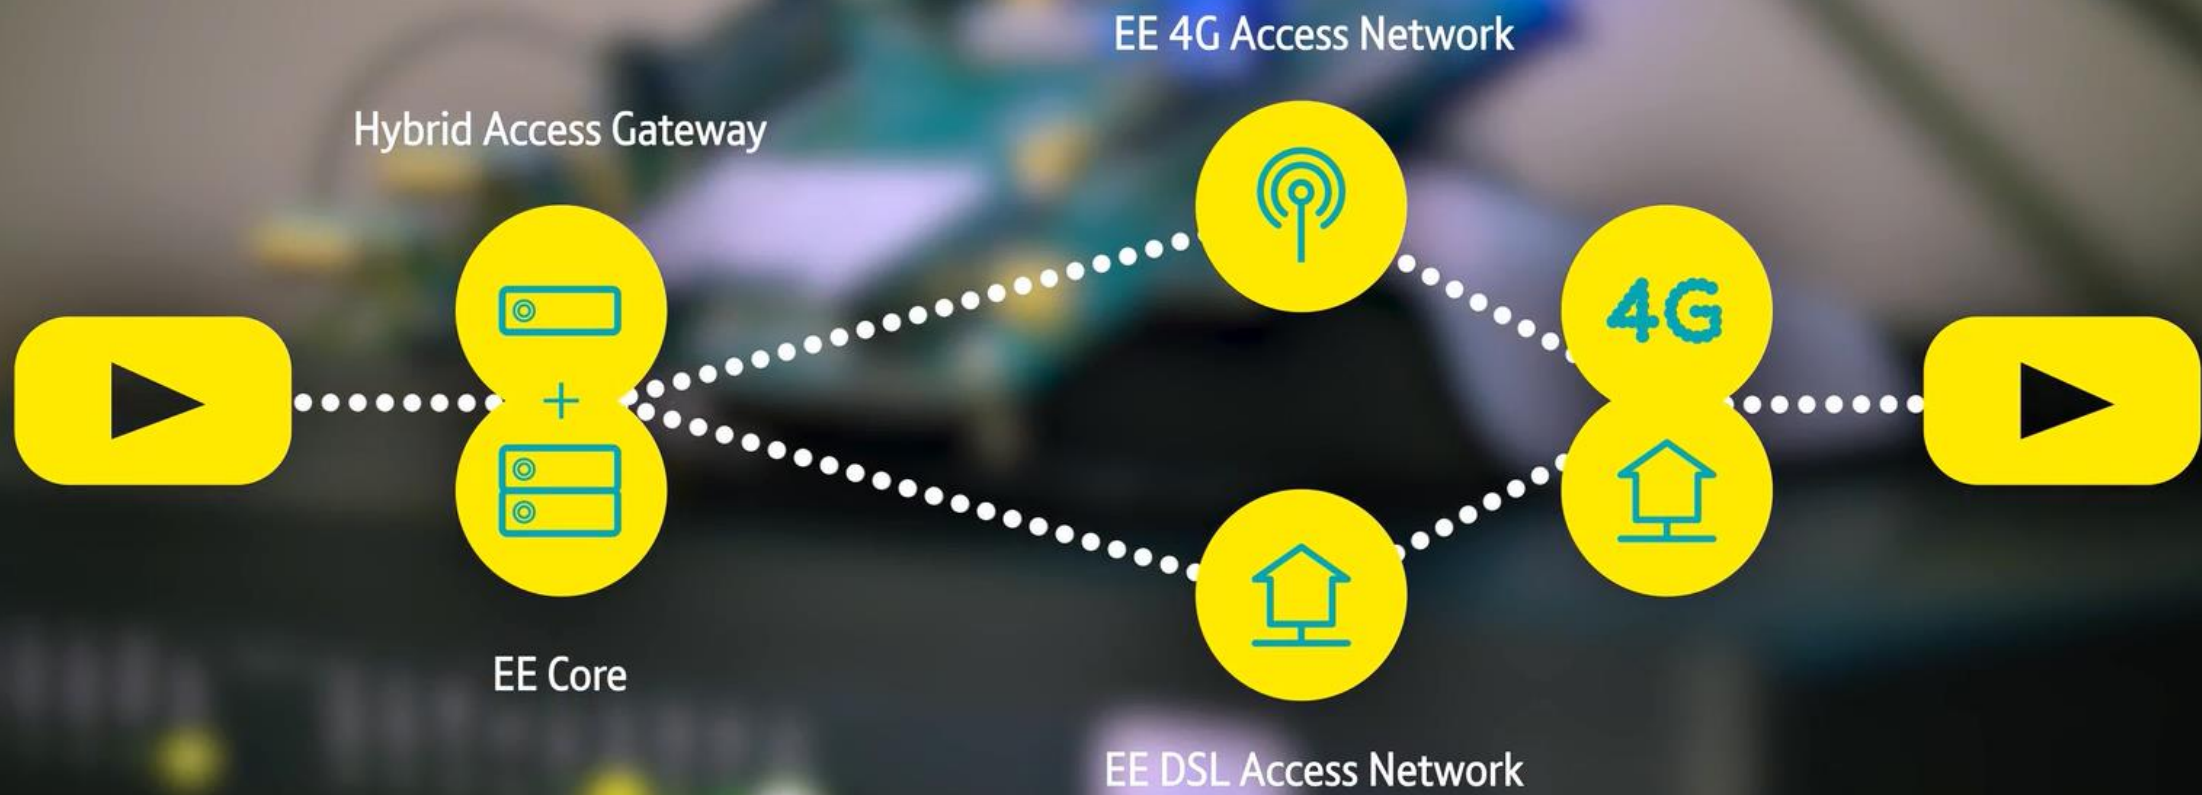 EE 4G Access Network
Hybrid Access Gateway
4G
EE Core
EE DSL Access Network